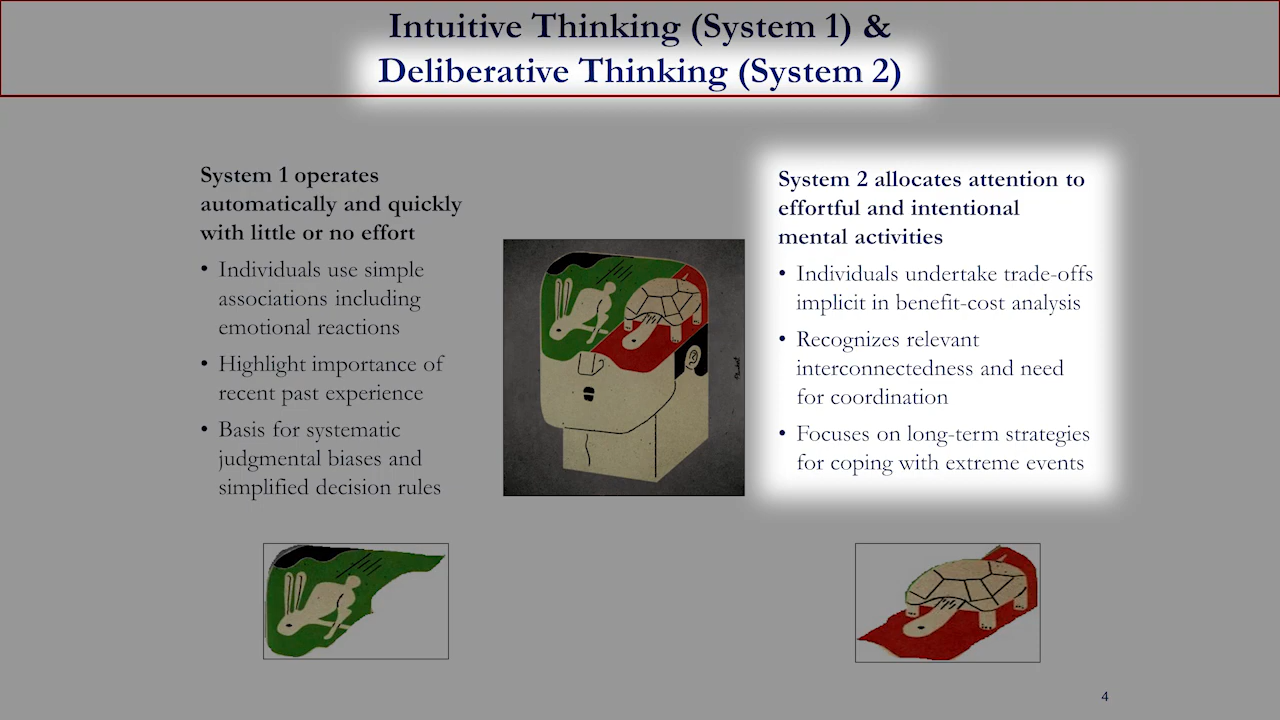 Intuitive Thinking (System 1) &
Deliberative Thinking (System 2)
System 1 operates
automatically and quickly
with little or no effort
• Individuals use simple
associations including
emotional reactions
• Highlight importance of
recent past experience
• Basis for systematic
judgmental biases and
simplified decision rules
System 2 allocates attention to
effortful and intentional
mental activities
• Individuals undertake trade-offs
implicit in benefit-cost analysis
• Recognizes relevant
interconnectedness and need
for coordination
• Focuses on long-term strategies
for coping with extreme events
4